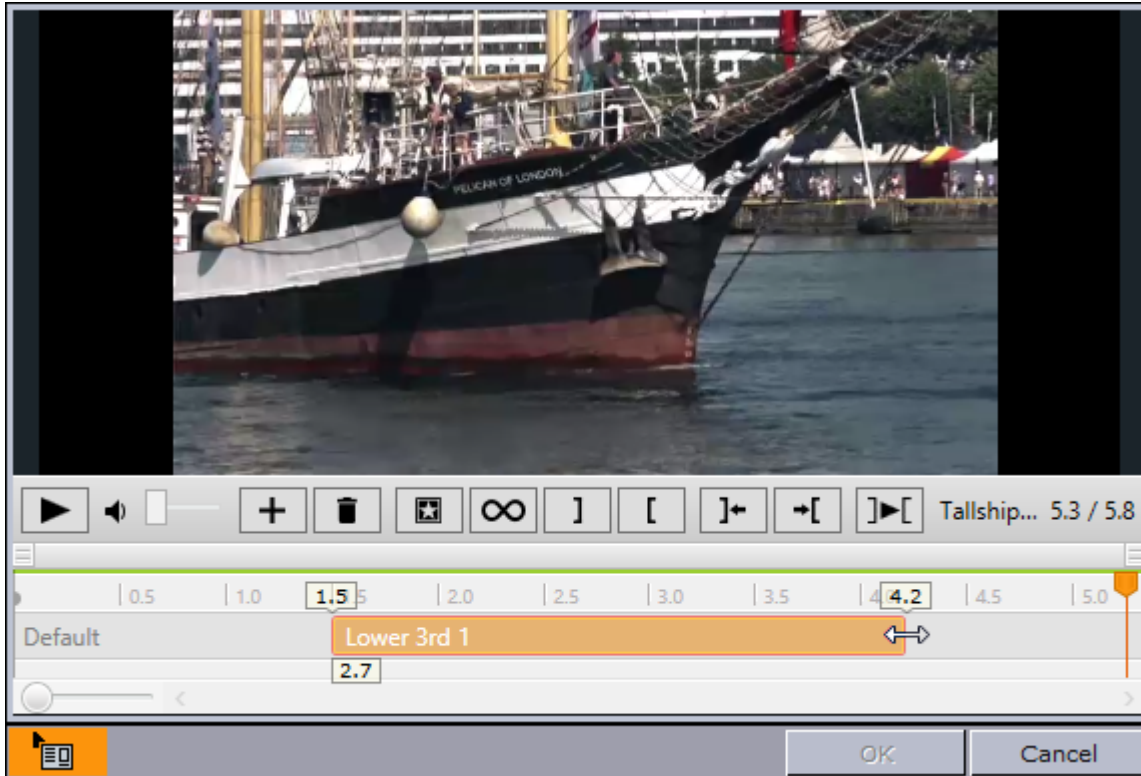 PELICAN OF LONDON
Tallship... 5.3 / 5.8
0.5 1.0 1.5 2.0 2.5 3.0 3.5 4.2 4.5 5.0
Default Lower 3rd 1
2.7
OK Cancel